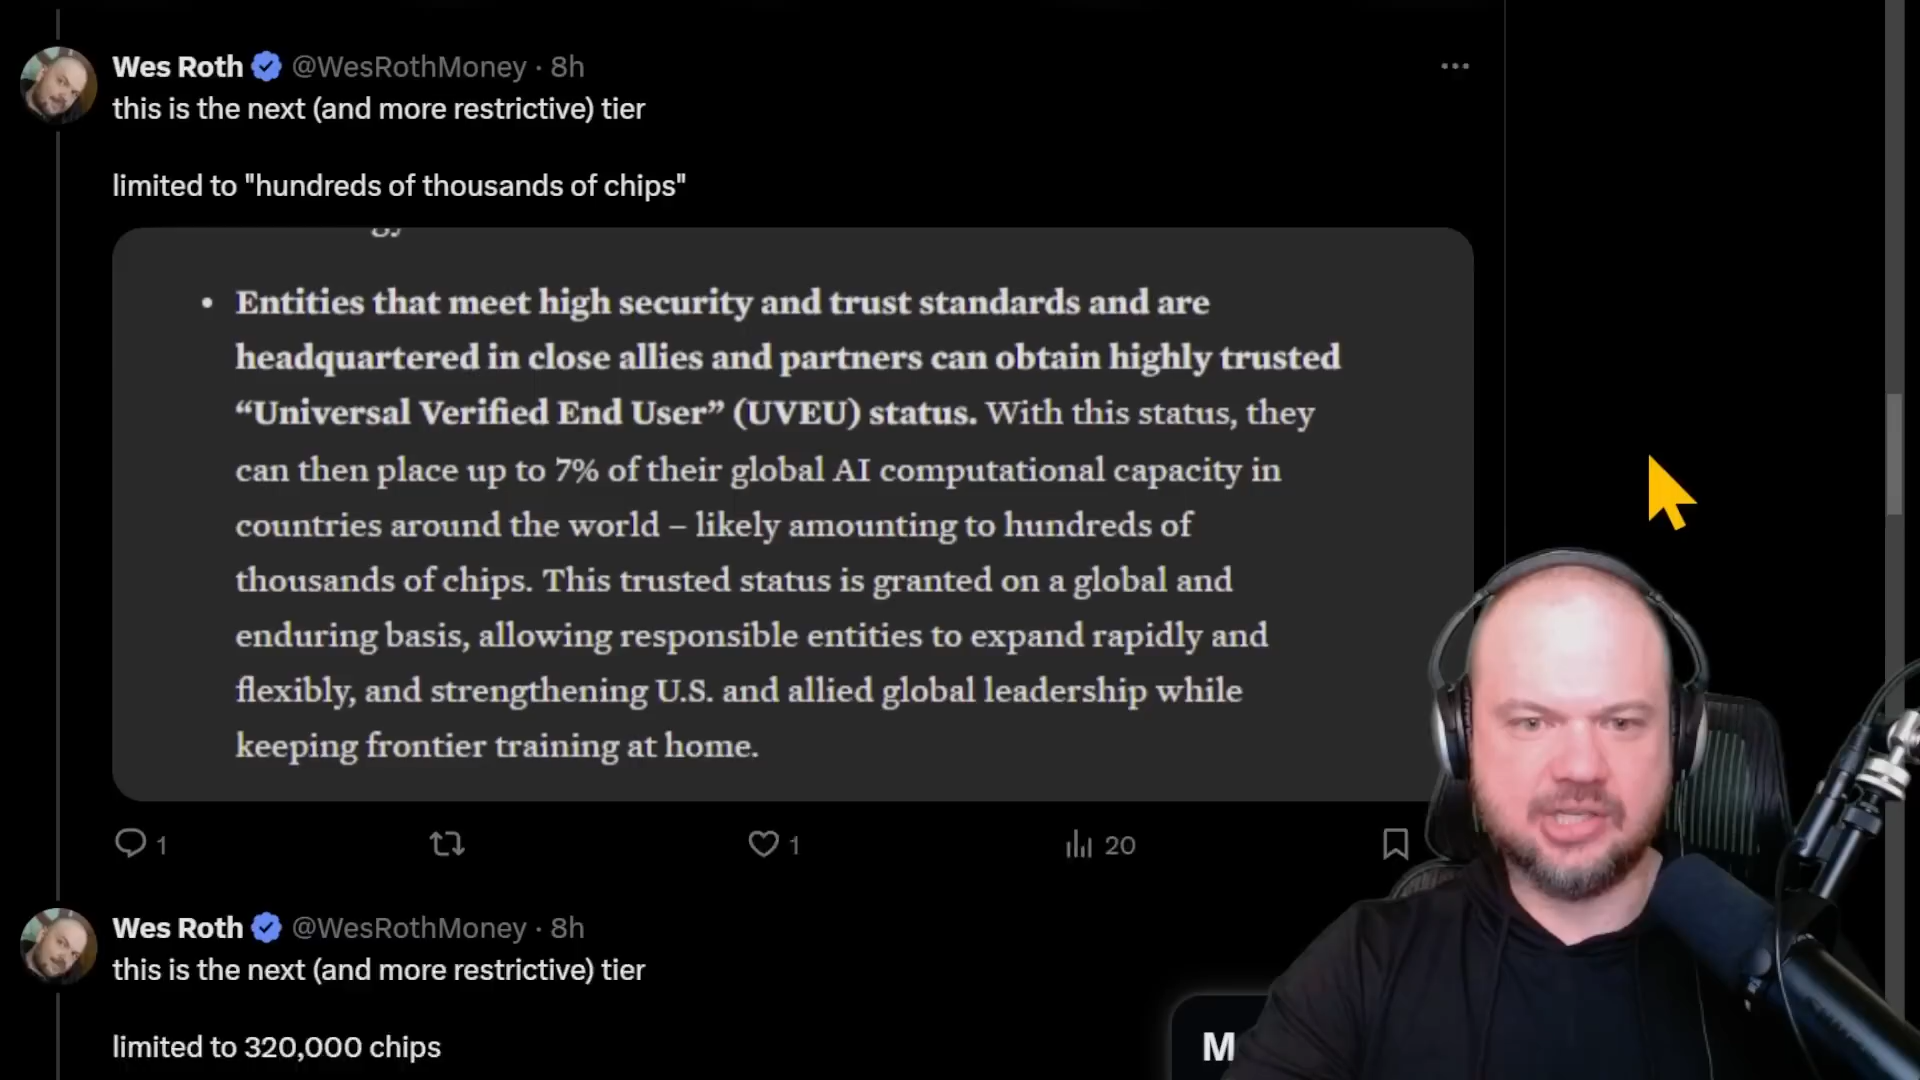 Wes Roth @WesRothMoney · 8h
this is the next (and more restrictive) tier
limited to "hundreds of thousands of chips"
gy
• Entities that meet high security and trust standards and are
headquartered in close allies and partners can obtain highly trusted
“Universal Verified End User” (UVEU) status. With this status, they
can then place up to 7% of their global AI computational capacity in
countries around the world – likely amounting to hundreds of
thousands of chips. This trusted status is granted on a global and
enduring basis, allowing responsible entities to expand rapidly and
flexibly, and strengthening U.S. and allied global leadership while
keeping frontier training at home.
1 1 20
Wes Roth @WesRothMoney · 8h
this is the next (and more restrictive) tier
limited to 320,000 chips
M